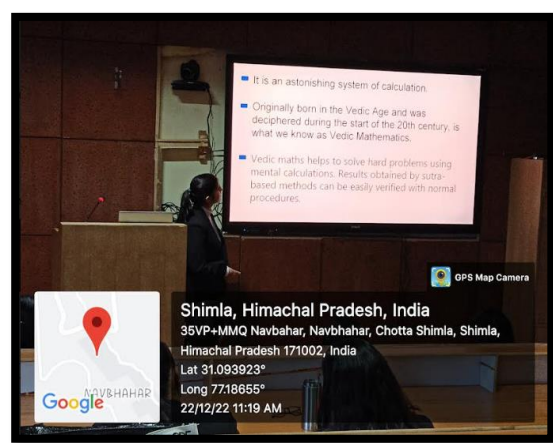 It is an astonishing system of calculation.
Originally born in the Vedic Age and was
deciphered during the start of the 20th century, is
what we know as Vedic Mathematics.
Vedic maths helps to solve hard problems using
mental calculations. Results obtained by sutra-
based methods can be easily verified with normal
procedures.
GPS Map Camera
Shimla, Himachal Pradesh, India
35VP+MMQ Navbahar, Navbhahar, Chotta Shimla, Shimla,
Himachal Pradesh 171002, India
Lat 31.093923°
Long 77.18655°
22/12/22 11:19 AM
NAVBHAHAR
Google